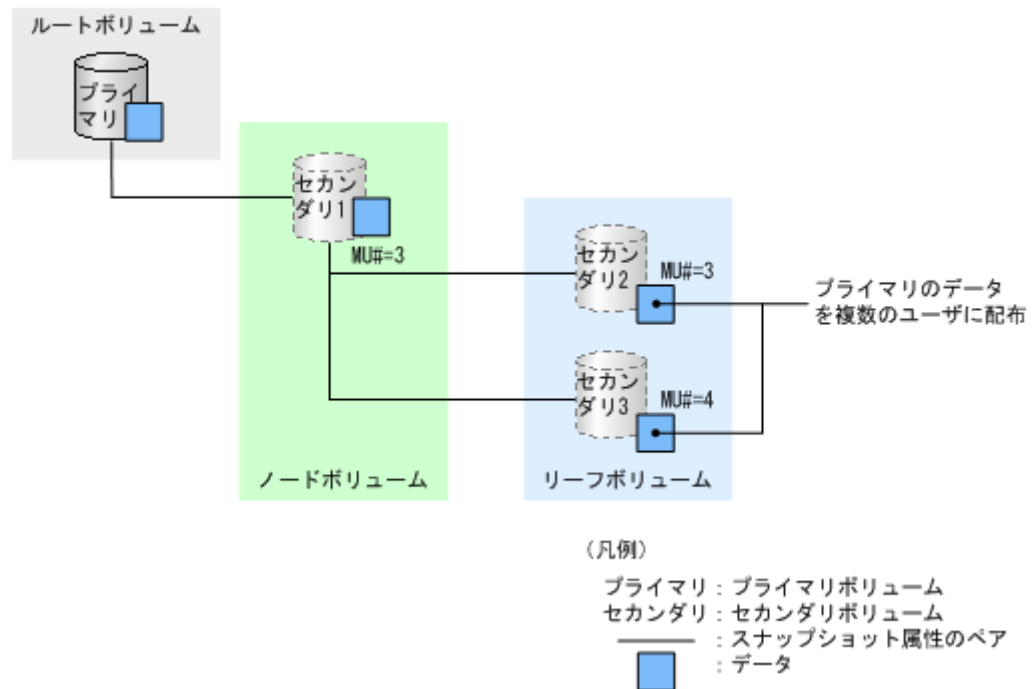 ルートボリューム
プライ
マリ
セカン
ダリ1
MU#=3
セカン
ダリ2
MU#=3
プライマリのデータ
を複数のユーザに配布
セカン
ダリ3
MU#=4
ノードボリューム
リーフボリューム
（凡例）
プライマリ：プライマリボリューム
セカンダリ：セカンダリボリューム
：スナップショット属性のペア
：データ